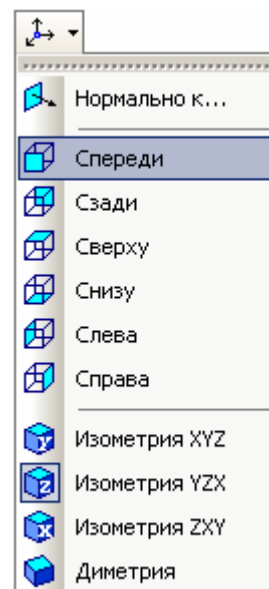 Нормально к...
Спереди
Сзади
Сверху
Снизу
Слева
Справа
Изометрия XYZ
Изометрия YZX
Изометрия ZXY
Диметрия